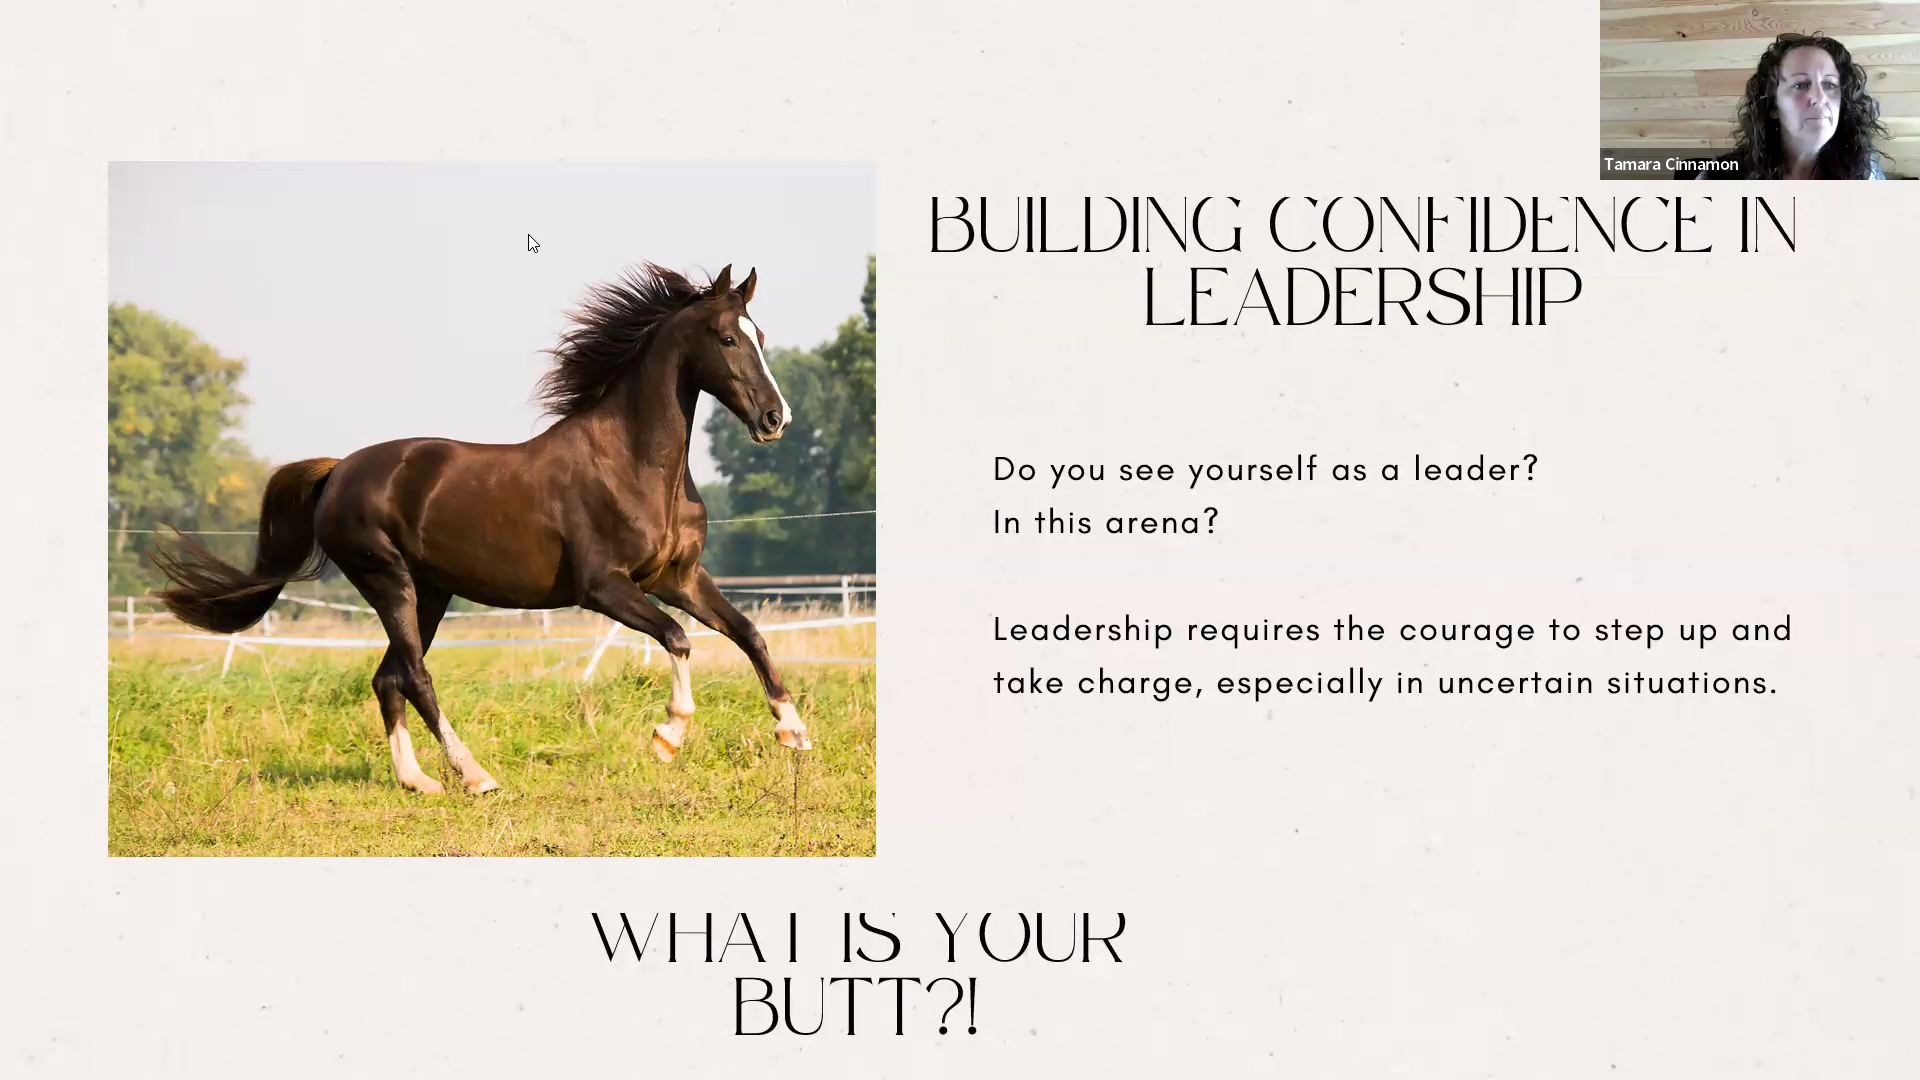 Tamara Cinnamon
BUILDING CONFIDENCE IN
LEADERSHIP
Do you see yourself as a leader?
In this arena?
Leadership requires the courage to step up and
take charge, especially in uncertain situations.
WHAT IS YOUR
BUTT?!